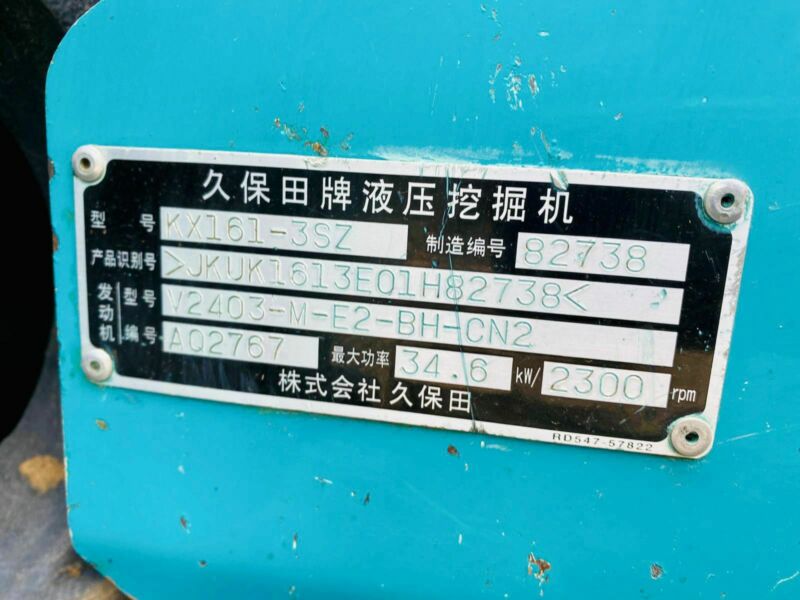 久保田牌液压挖掘机
型 号 KX161-3SZ 制造编号 82738
产品识别号 >JKUK1613E01H82738<
发动机 型号 V2403-M-E2-BH-CN2
编号 AQ2767 最大功率 34.6 kW/ 2300 rpm
株式会社久保田
RD547-57822